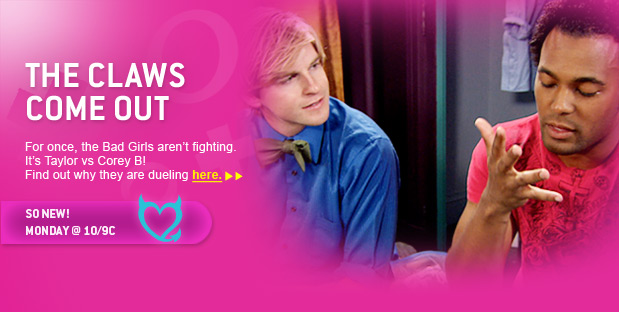 THE CLAWS
COME OUT
For once, the Bad Girls aren't fighting.
It's Taylor vs Corey B!
Find out why they are dueling here.
SO NEW!
MONDAY @ 10/9C